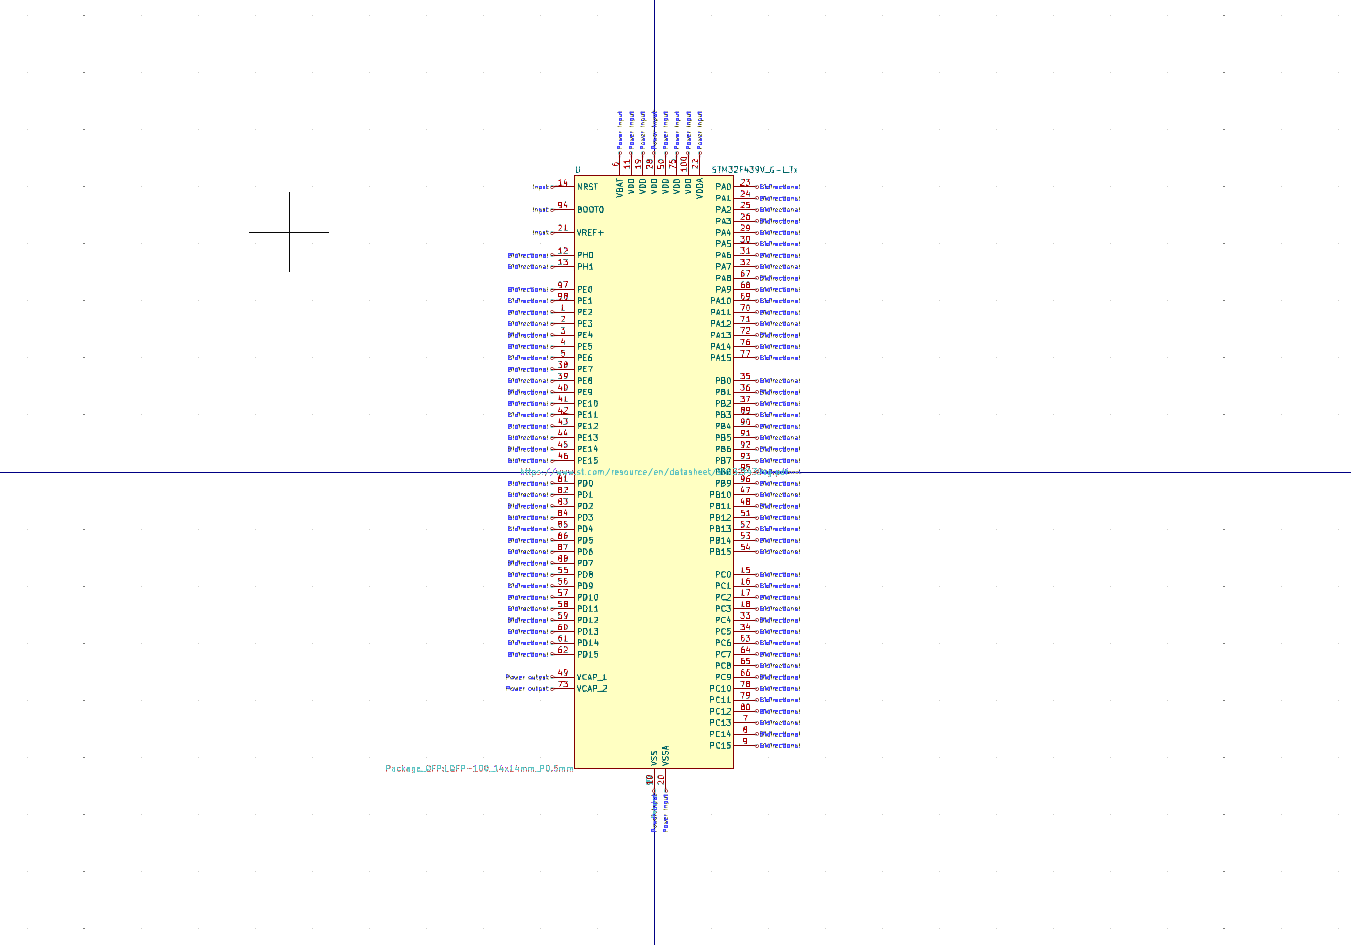 Power input
Power input
Power input
Power input
Power input
Power input
Power input
Power input
6 VBAT
11 VDD
19 VDD
28 VDD
50 VDD
75 VDD
100 VDD
22 VDDA
U
STM32F439V_G-I_Tx
Input 14 NRST
Input 94 BOOT0
Input 21 VREF+
Bidirectional 12 PH0
Bidirectional 13 PH1
Bidirectional 97 PE0
Bidirectional 98 PE1
Bidirectional 1 PE2
Bidirectional 2 PE3
Bidirectional 3 PE4
Bidirectional 4 PE5
Bidirectional 5 PE6
Bidirectional 38 PE7
Bidirectional 39 PE8
Bidirectional 40 PE9
Bidirectional 41 PE10
Bidirectional 42 PE11
Bidirectional 43 PE12
Bidirectional 44 PE13
Bidirectional 45 PE14
Bidirectional 46 PE15
Bidirectional 81 PD0
Bidirectional 82 PD1
Bidirectional 83 PD2
Bidirectional 84 PD3
Bidirectional 85 PD4
Bidirectional 86 PD5
Bidirectional 87 PD6
Bidirectional 88 PD7
Bidirectional 55 PD8
Bidirectional 56 PD9
Bidirectional 57 PD10
Bidirectional 58 PD11
Bidirectional 59 PD12
Bidirectional 60 PD13
Bidirectional 61 PD14
Bidirectional 62 PD15
Power output 49 VCAP_1
Power output 73 VCAP_2
PA0 23 Bidirectional
PA1 24 Bidirectional
PA2 25 Bidirectional
PA3 26 Bidirectional
PA4 29 Bidirectional
PA5 30 Bidirectional
PA6 31 Bidirectional
PA7 32 Bidirectional
PA8 67 Bidirectional
PA9 68 Bidirectional
PA10 69 Bidirectional
PA11 70 Bidirectional
PA12 71 Bidirectional
PA13 72 Bidirectional
PA14 76 Bidirectional
PA15 77 Bidirectional
PB0 35 Bidirectional
PB1 36 Bidirectional
PB2 37 Bidirectional
PB3 89 Bidirectional
PB4 90 Bidirectional
PB5 91 Bidirectional
PB6 92 Bidirectional
PB7 93 Bidirectional
https://www.st.com/resource/en/datasheet/
95
PB9 96 Bidirectional
PB10 47 Bidirectional
PB11 48 Bidirectional
PB12 51 Bidirectional
PB13 52 Bidirectional
PB14 53 Bidirectional
PB15 54 Bidirectional
PC0 15 Bidirectional
PC1 16 Bidirectional
PC2 17 Bidirectional
PC3 18 Bidirectional
PC4 33 Bidirectional
PC5 34 Bidirectional
PC6 63 Bidirectional
PC7 64 Bidirectional
PC8 65 Bidirectional
PC9 66 Bidirectional
PC10 78 Bidirectional
PC11 79 Bidirectional
PC12 80 Bidirectional
PC13 7 Bidirectional
PC14 8 Bidirectional
PC15 9 Bidirectional
VSS
VSSA 20
Package_QFP:LQFP-100_14x14mm_P0.5mm
Power input